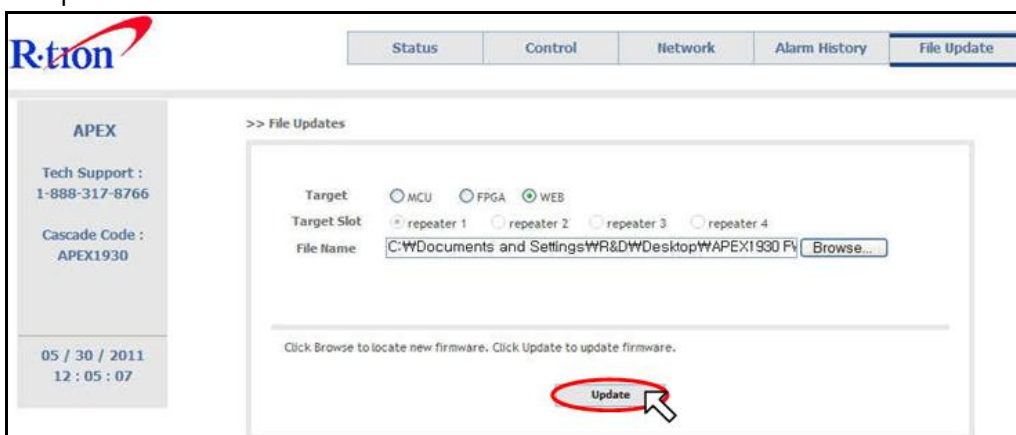 R-tron
Status Control Network Alarm History File Update
APEX
Tech Support :
1-888-317-8766
Cascade Code :
APEX1930
05 / 30 / 2011
12 : 05 : 07
>> File Updates
Target MCU FPGA WEB
Target Slot repeater 1 repeater 2 repeater 3 repeater 4
File Name C:₩Documents and Settings₩R&D₩Desktop₩APEX1930 Browse...
Click Browse to locate new firmware. Click Update to update firmware.
Update